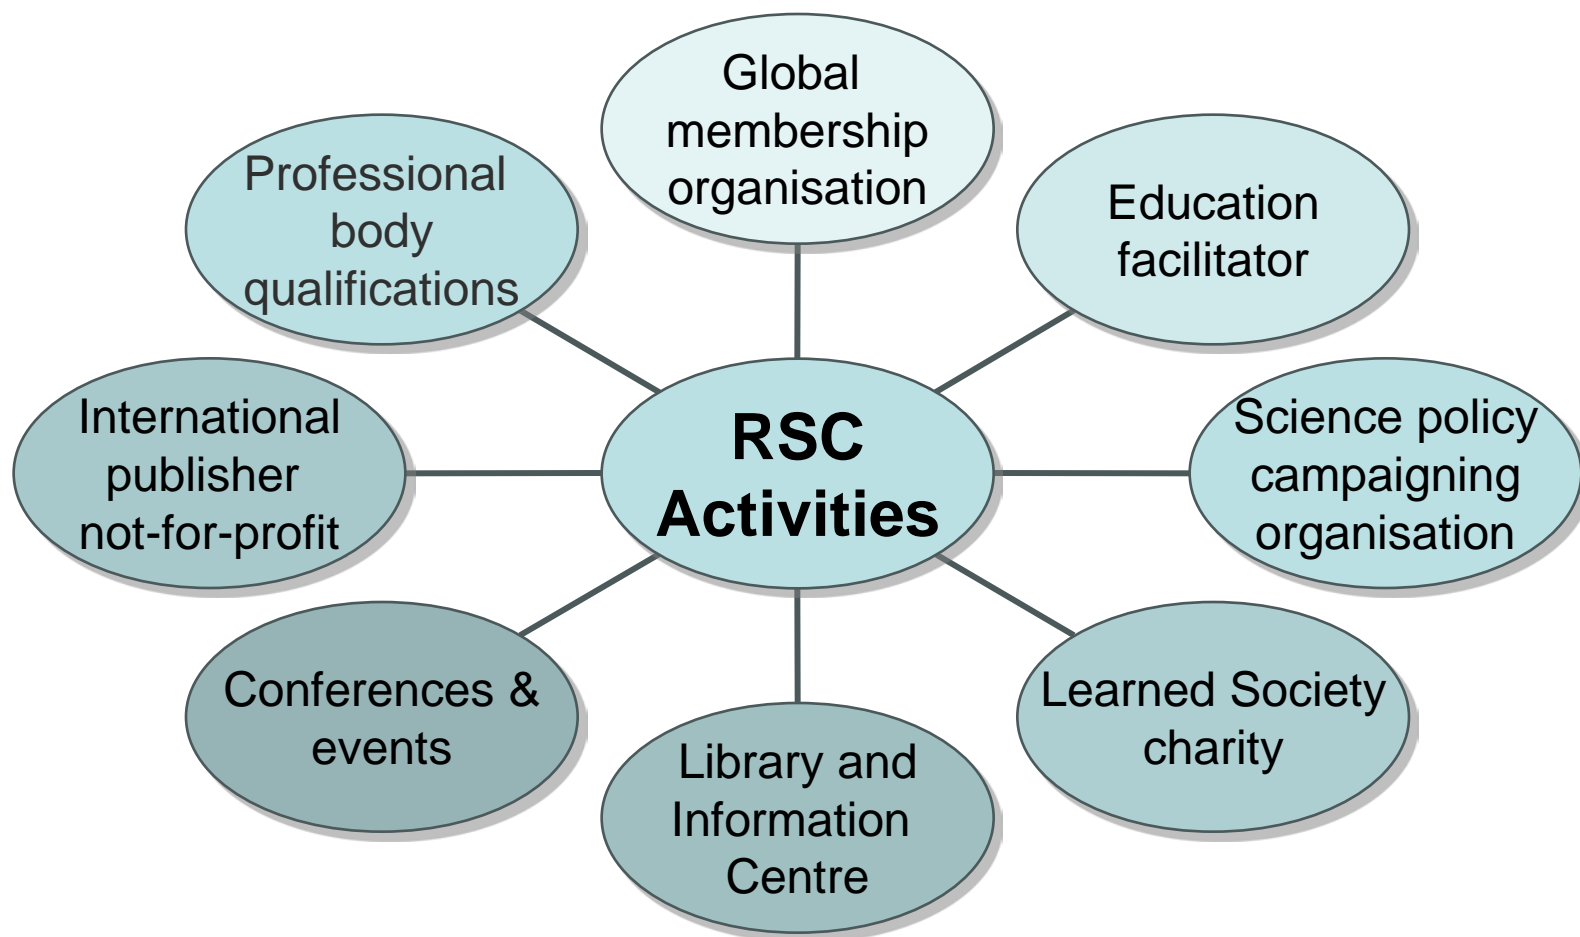 Global
membership
organisation
Professional
body
qualifications
Education
facilitator
International
publisher
not-for-profit
RSC
Activities
Science policy
campaigning
organisation
Conferences &
events
Learned Society
charity
Library and
Information
Centre